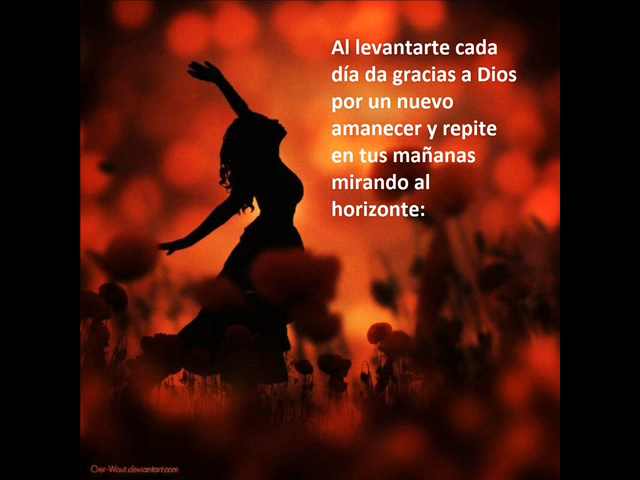 Al levantarte cada
día da gracias a Dios
por un nuevo
amanecer y repite
en tus mañanas
mirando al
horizonte:
Oer-Wout.deviantart.com